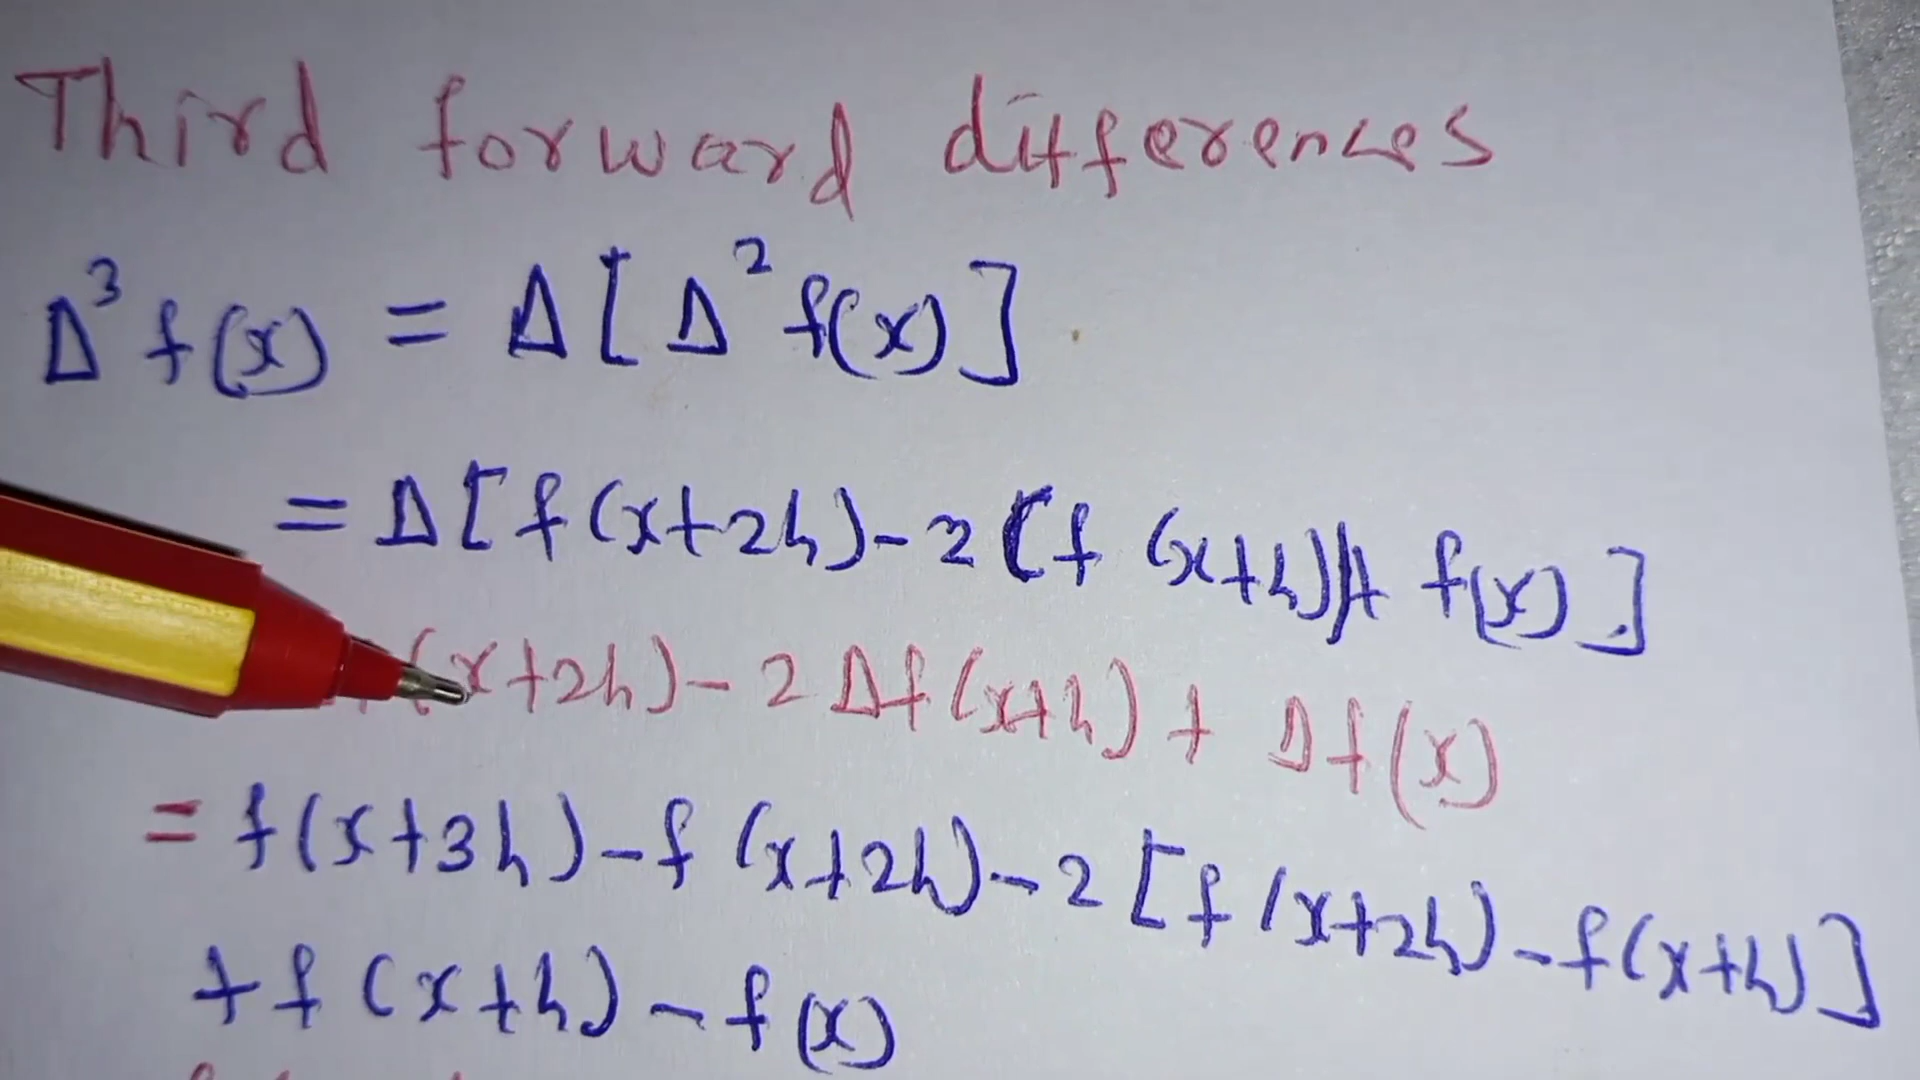 Third forward differences
Δ³f(x) = Δ[Δ²f(x)]
= Δ[f(x+2h)-2(f(x+h)+ f(x)]
(x+2h)-2Δf(x+h)+Δf(x)
= f(x+3h)-f(x+2h)-2[f(x+2h)-f(x+h)]
+f(x+h)-f(x)